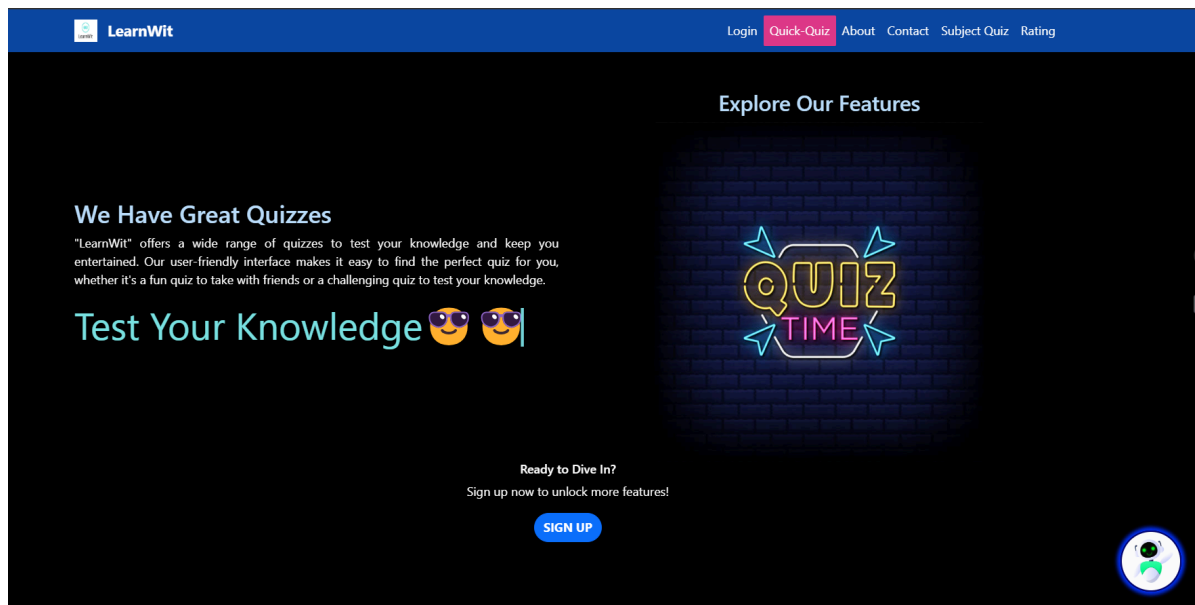 LearnWit
Login Quick-Quiz About Contact Subject Quiz Rating
Explore Our Features
We Have Great Quizzes
"LearnWit" offers a wide range of quizzes to test your knowledge and keep you
entertained. Our user-friendly interface makes it easy to find the perfect quiz for you,
whether it's a fun quiz to take with friends or a challenging quiz to test your knowledge.
Test Your Knowledge😎 😎
QUIZ
TIME
Ready to Dive In?
Sign up now to unlock more features!
SIGN UP